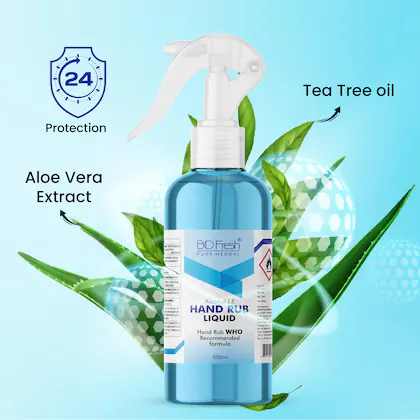 24
Protection
Tea Tree oil
Aloe Vera
Extract
BIO Fresh®
PURE HERBAL
HAND RUB
LIQUID
Hand Rub WHO
Recommended
formula
500ml